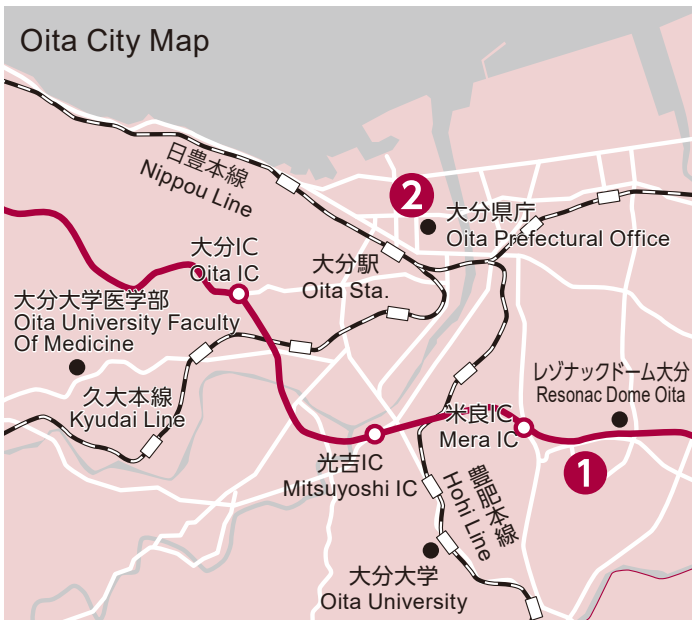 Oita City Map
日豊本線
Nippou Line
2
大分県庁
Oita Prefectural Office
大分IC
Oita IC
大分駅
Oita Sta.
大分大学医学部
Oita University Faculty
Of Medicine
久大本線
Kyudai Line
レゾナックドーム大分
Resonac Dome Oita
米良IC
Mera IC
光吉IC
Mitsuyoshi IC
1
豊肥本線
Hohi Line
大分大学
Oita University